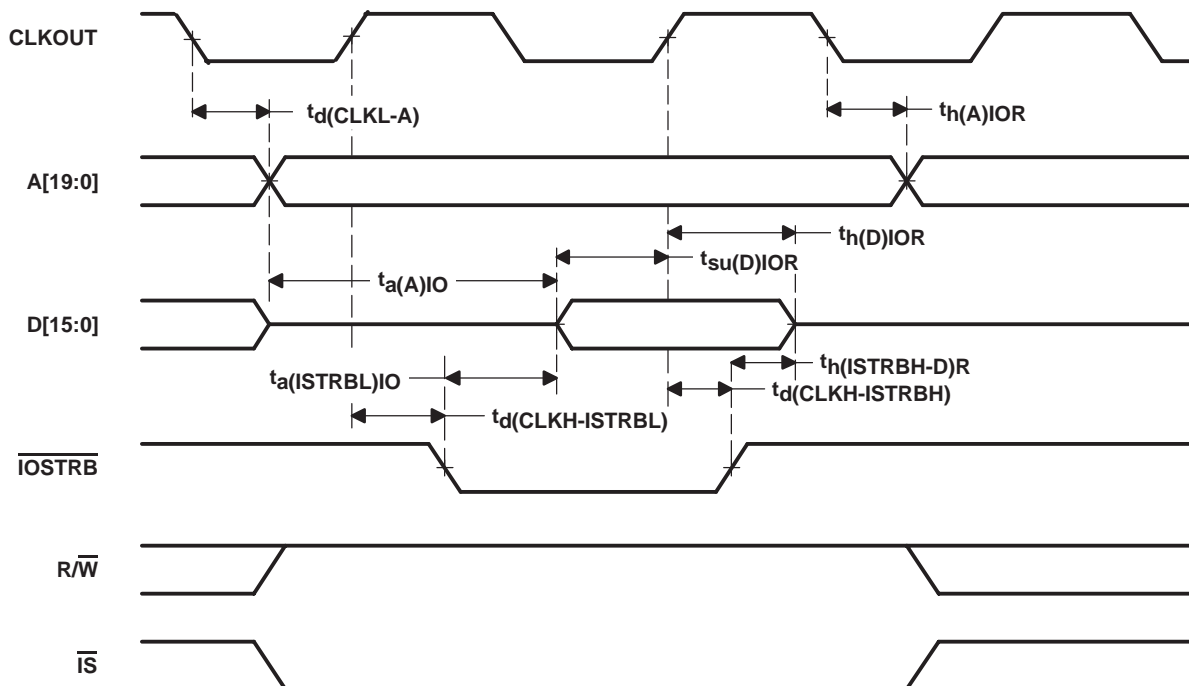 CLKOUT
td(CLKL-A)
th(A)IOR
A[19:0]
th(D)IOR
tsu(D)IOR
ta(A)IO
D[15:0]
th(ISTRBH-D)R
ta(ISTRBL)IO
td(CLKH-ISTRBH)
td(CLKH-ISTRBL)
IOSTRB
R/W
IS